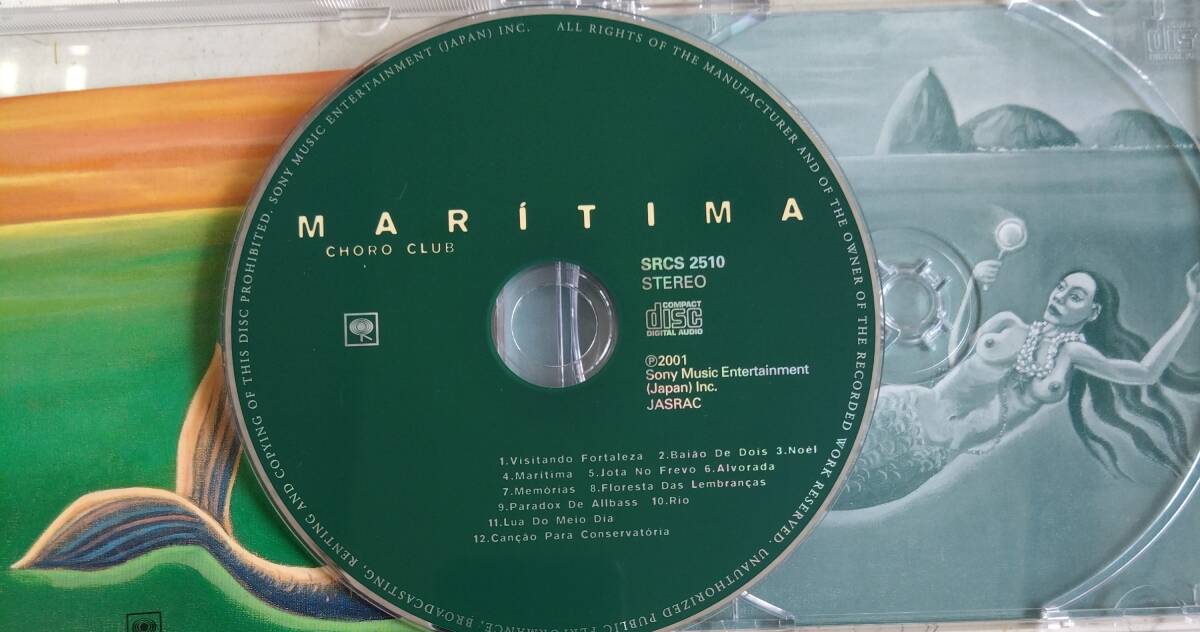 ALL RIGHTS OF THE MANUFACTURER AND OF THE OWNER OF THE RECORDED WORK RESERVED. UNAUTHORIZED PUBLIC PERFORMANCE, BROADCASTING, RENTING AND COPYING OF THIS DISC PROHIBITED. SONY MUSIC ENTERTAINMENT (JAPAN) INC.
MARÍTIMA
CHORO CLUB
SRCS 2510
STEREO
COMPACT
disc
DIGITAL AUDIO
℗2001
Sony Music Entertainment
(Japan) Inc.
JASRAC
1.Visitando Fortaleza 2.Baião De Dois 3.Noël
4.Marítima 5.Jota No Frevo 6.Alvorada
7.Memórias 8.Floresta Das Lembranças
9.Paradox De Allbass 10.Rio
11.Lua Do Meio Dia
12.Canção Para Conservatória
disc